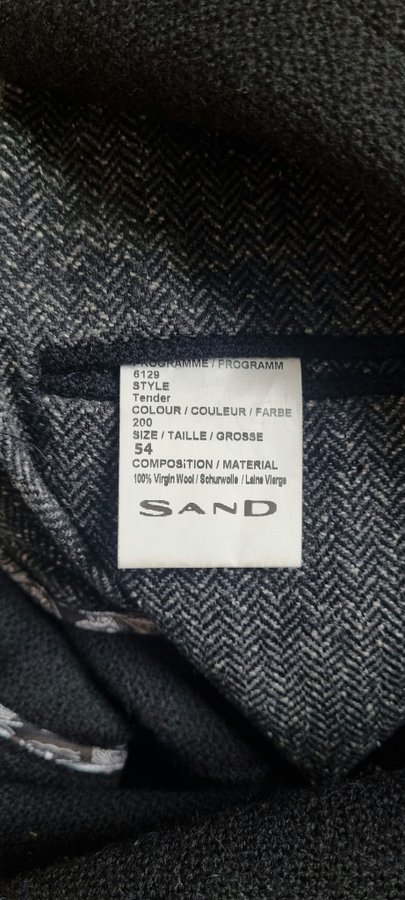 PROGRAMME / PROGRAMM
6129
STYLE
Tender
COLOUR / COULEUR / FARBE
200
SIZE / TAILLE / GROSSE
54
COMPOSiTION / MATERIAL
100% Virgin Wool / Schurwolle / Laine Vierge
SAND